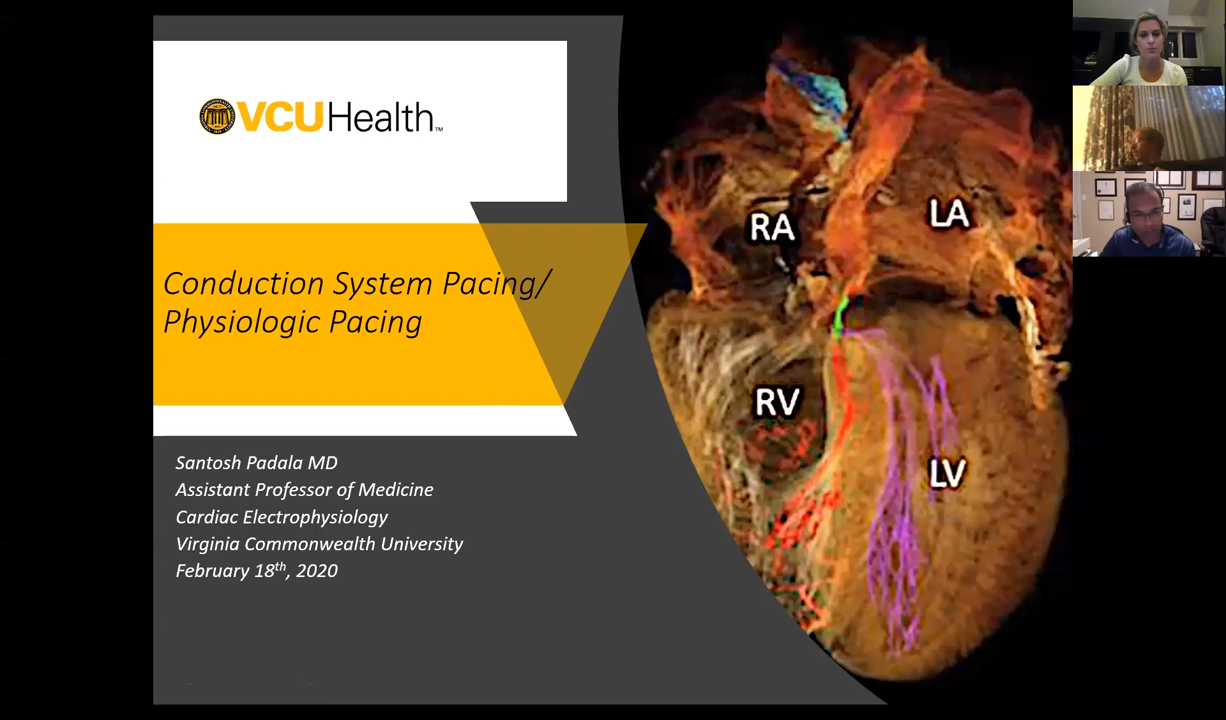 VCUHealth™
Conduction System Pacing/
Physiologic Pacing
Santosh Padala MD
Assistant Professor of Medicine
Cardiac Electrophysiology
Virginia Commonwealth University
February 18th, 2020
RA
LA
RV
LV